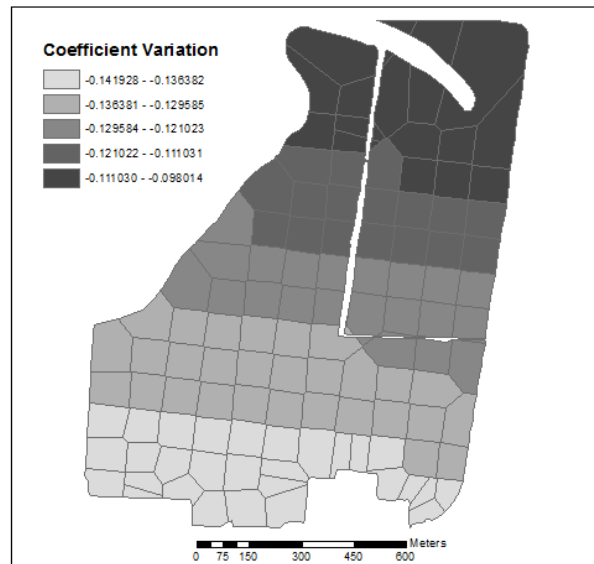 Coefficient Variation
-0.141928 - -0.136382
-0.136381 - -0.129585
-0.129584 - -0.121023
-0.121022 - -0.111031
-0.111030 - -0.098014
Meters
0 75 150 300 450 600